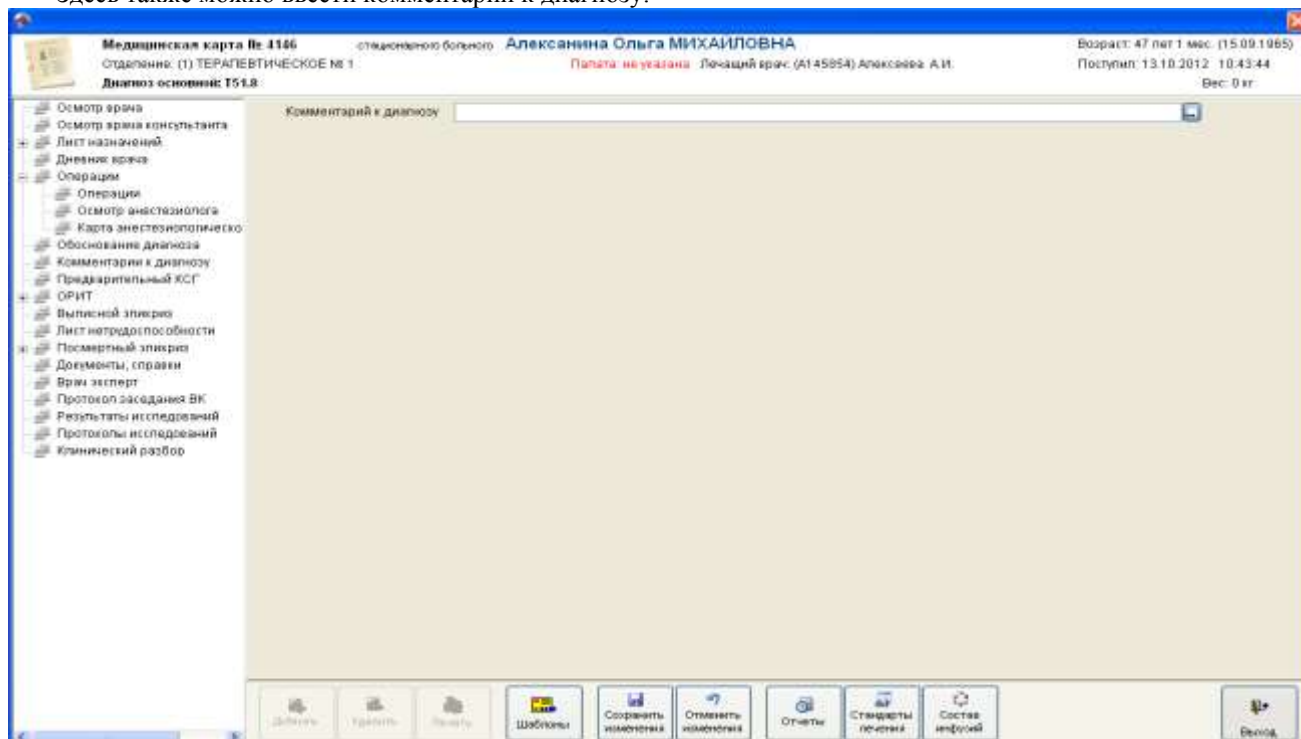 Здесь также можно ввести комментарий к диагнозу.
Медицинская карта № 4146 стационарного больного Алексанина Ольга МИХАЙЛОВНА Возраст: 47 лет 1 мес. (15.09.1965)
Отделение: (1) ТЕРАПЕВТИЧЕСКОЕ № 1 Палата: не указана Лечащий врач: (A145854) Алексеева А.И. Поступил: 13.10.2012 10:43:44
Диагноз основной: T51.8 Вес: 0 кг
Комментарий к диагнозу
Осмотр врача
Осмотр врача консультанта
Лист назначений
Дневник врача
Операции
Операции
Осмотр анестезиолога
Карта анестезиологическо
Обоснование диагноза
Комментарии к диагнозу
Предварительный КСГ
ОРИТ
Выписной эпикриз
Лист нетрудоспособности
Посмертный эпикриз
Документы, справки
Врач эксперт
Протокол заседания ВК
Результаты исследований
Протоколы исследований
Клинический разбор
Добавить
Удалить
Печать
Шаблоны
Сохранить изменения
Отменить изменения
Отчеты
Стандарты лечения
Состав инфузий
Выход